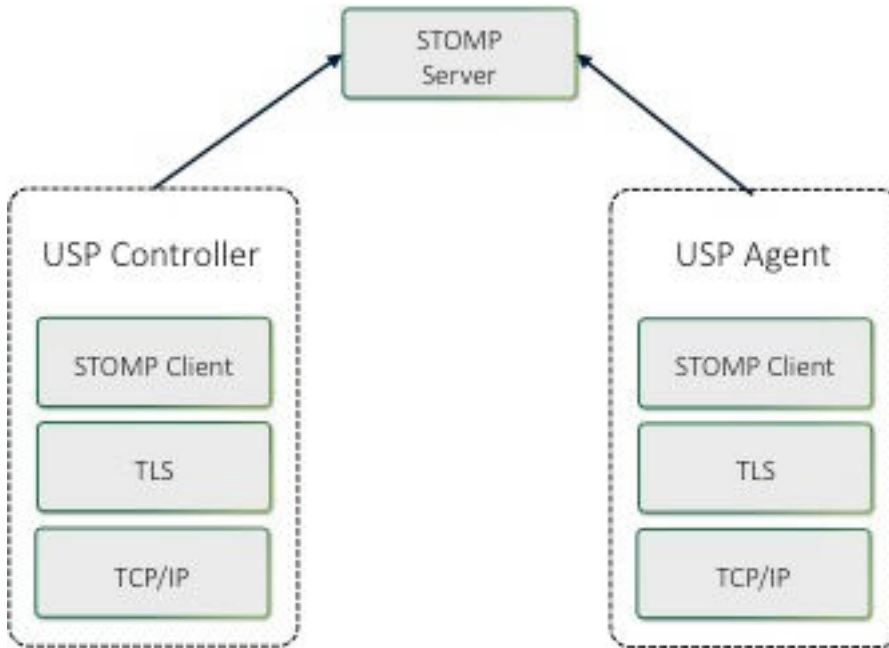 STOMP
Server
USP Controller
STOMP Client
TLS
TCP/IP
USP Agent
STOMP Client
TLS
TCP/IP